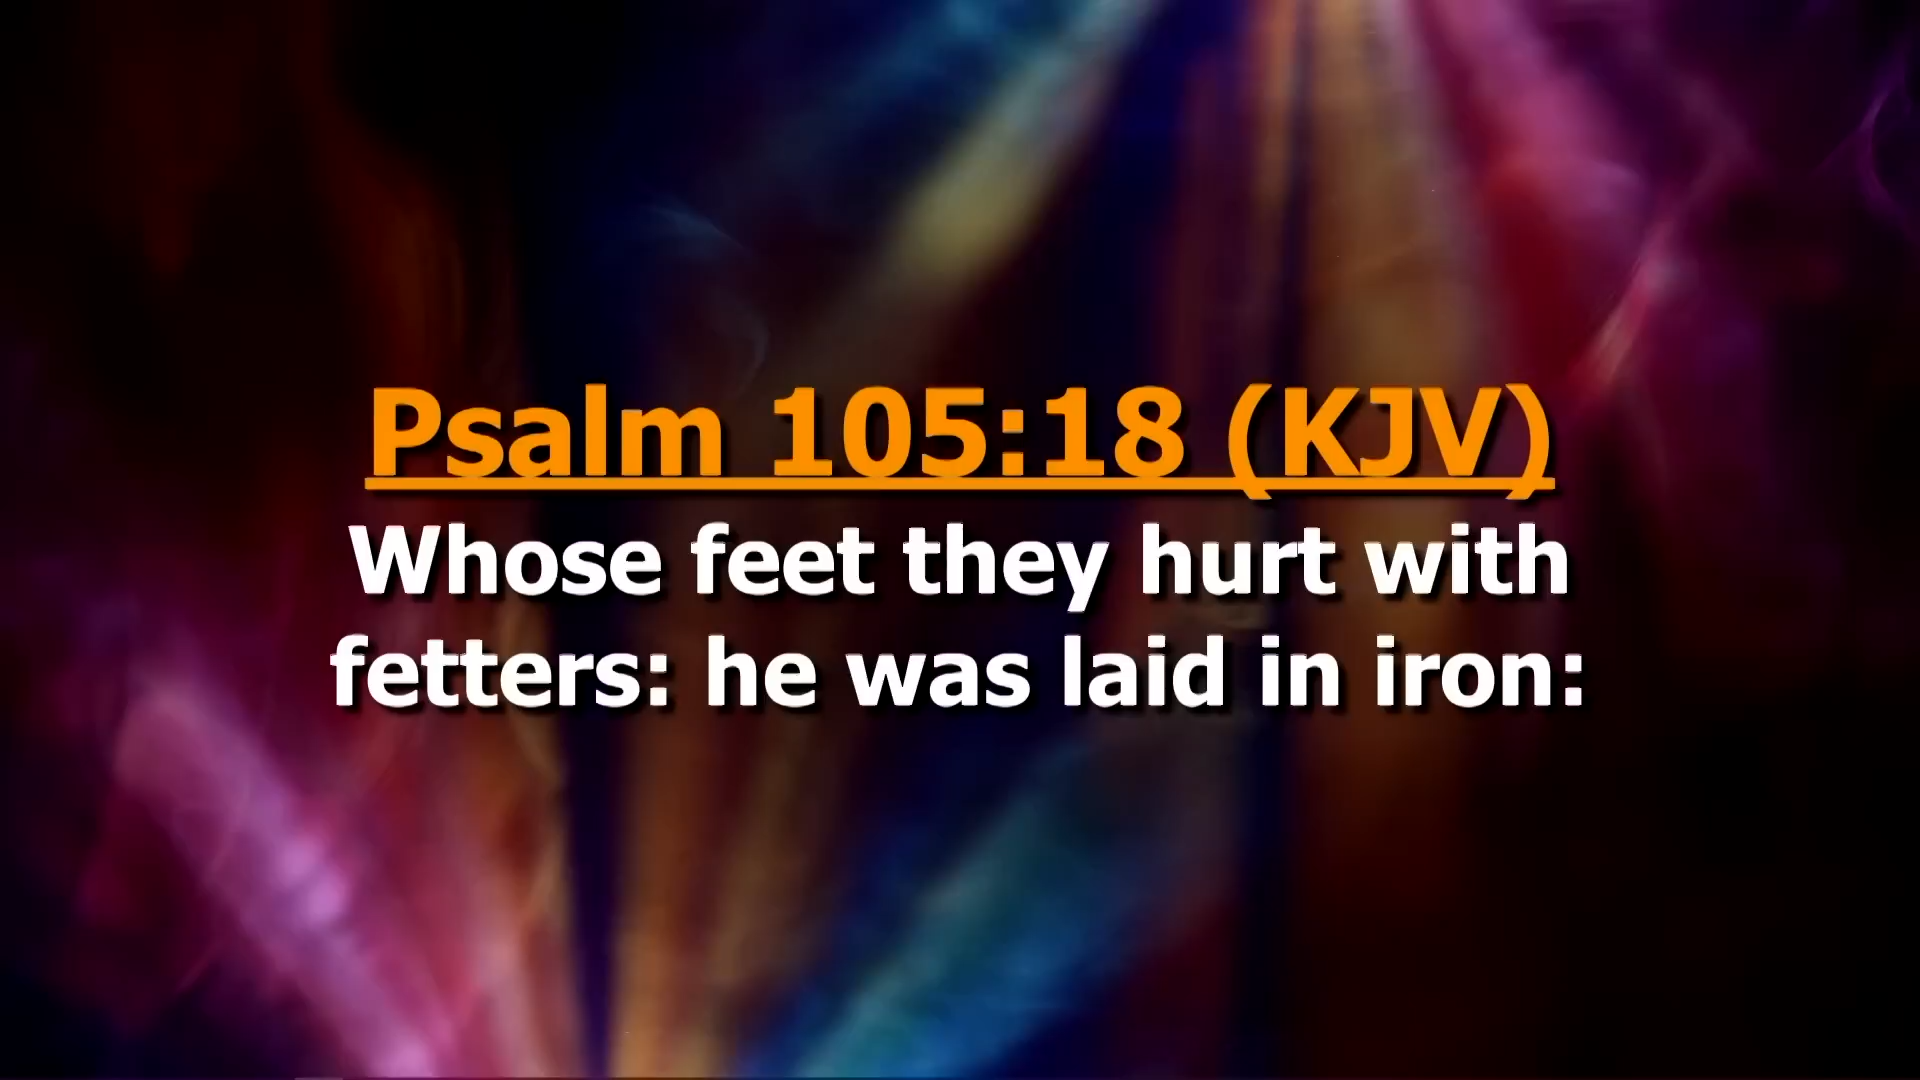 Psalm 105:18 (KJV)
Whose feet they hurt with
fetters: he was laid in iron: